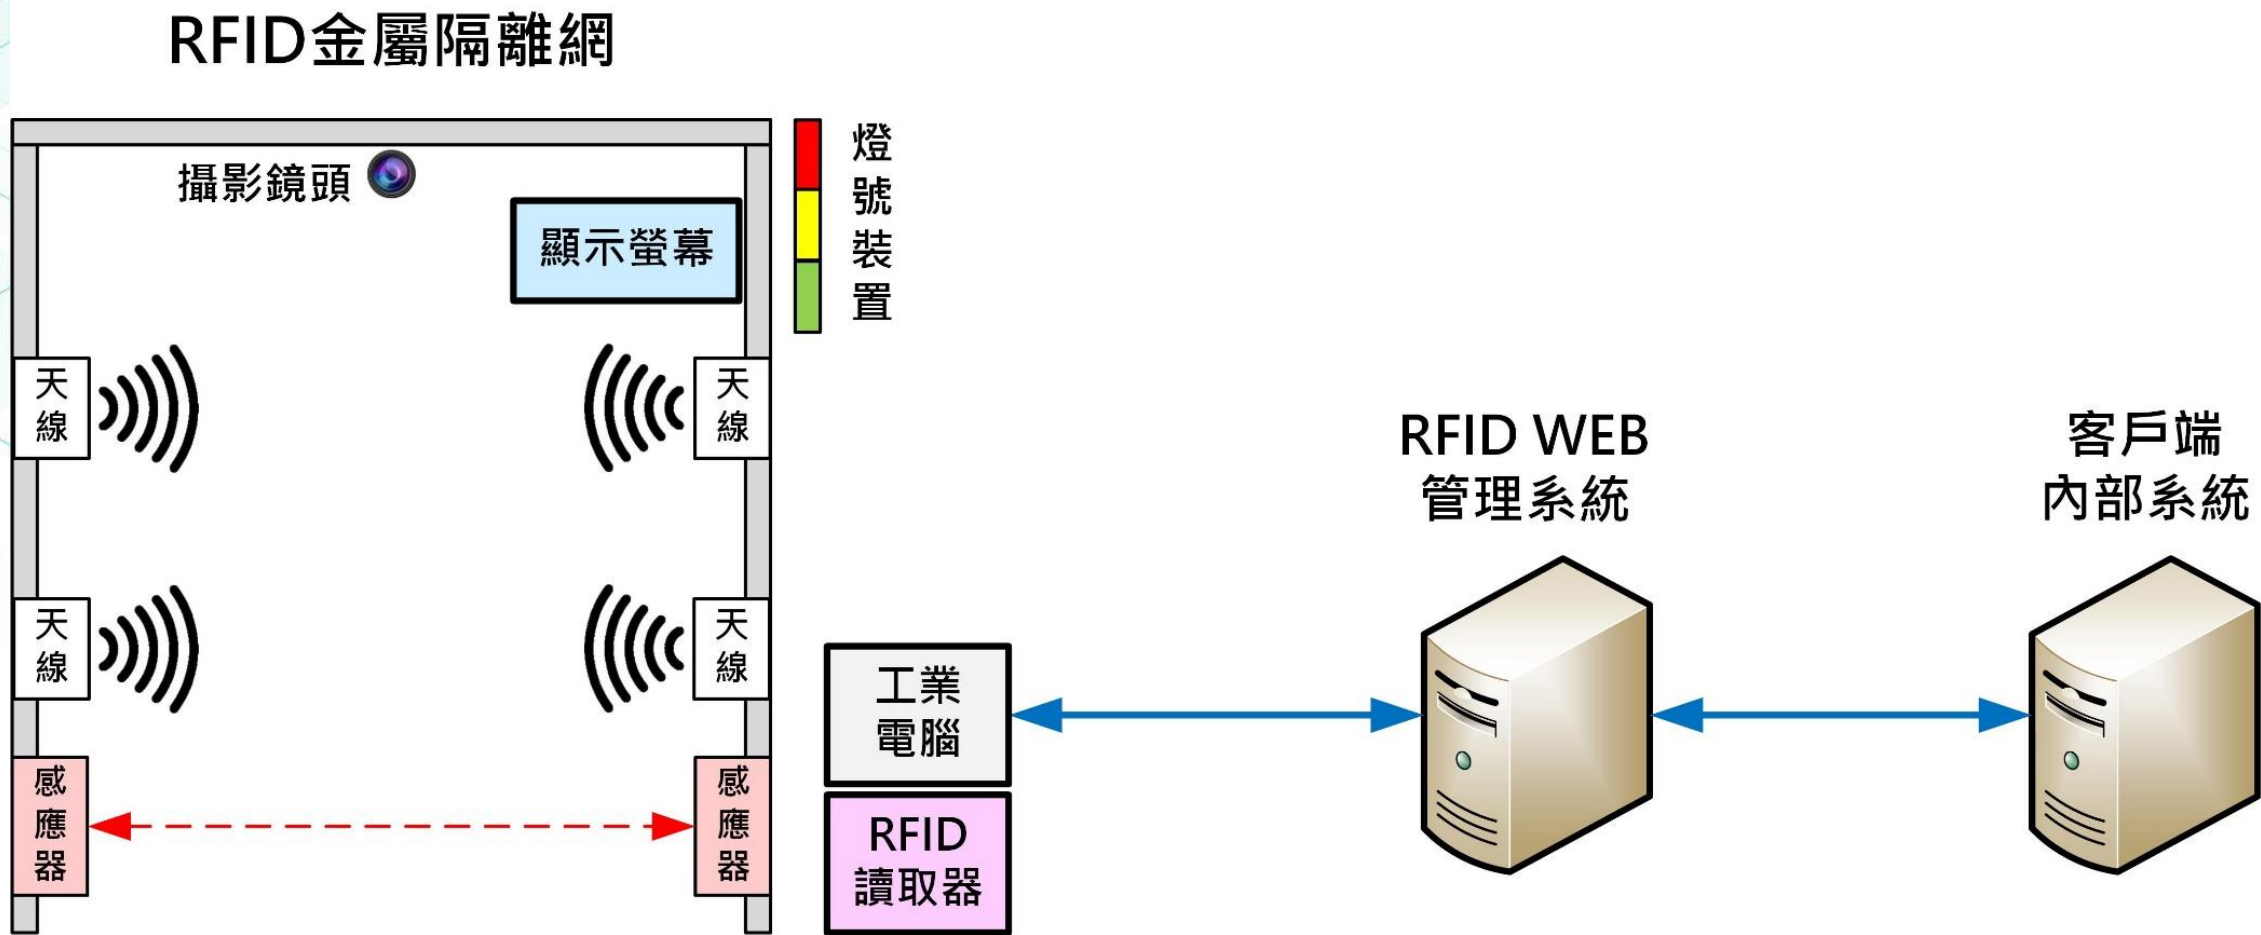 RFID金屬隔離網
攝影鏡頭
顯示螢幕
燈號裝置
天線
天線
天線
天線
感應器
感應器
工業
電腦
RFID
讀取器
RFID WEB
管理系統
客戶端
內部系統